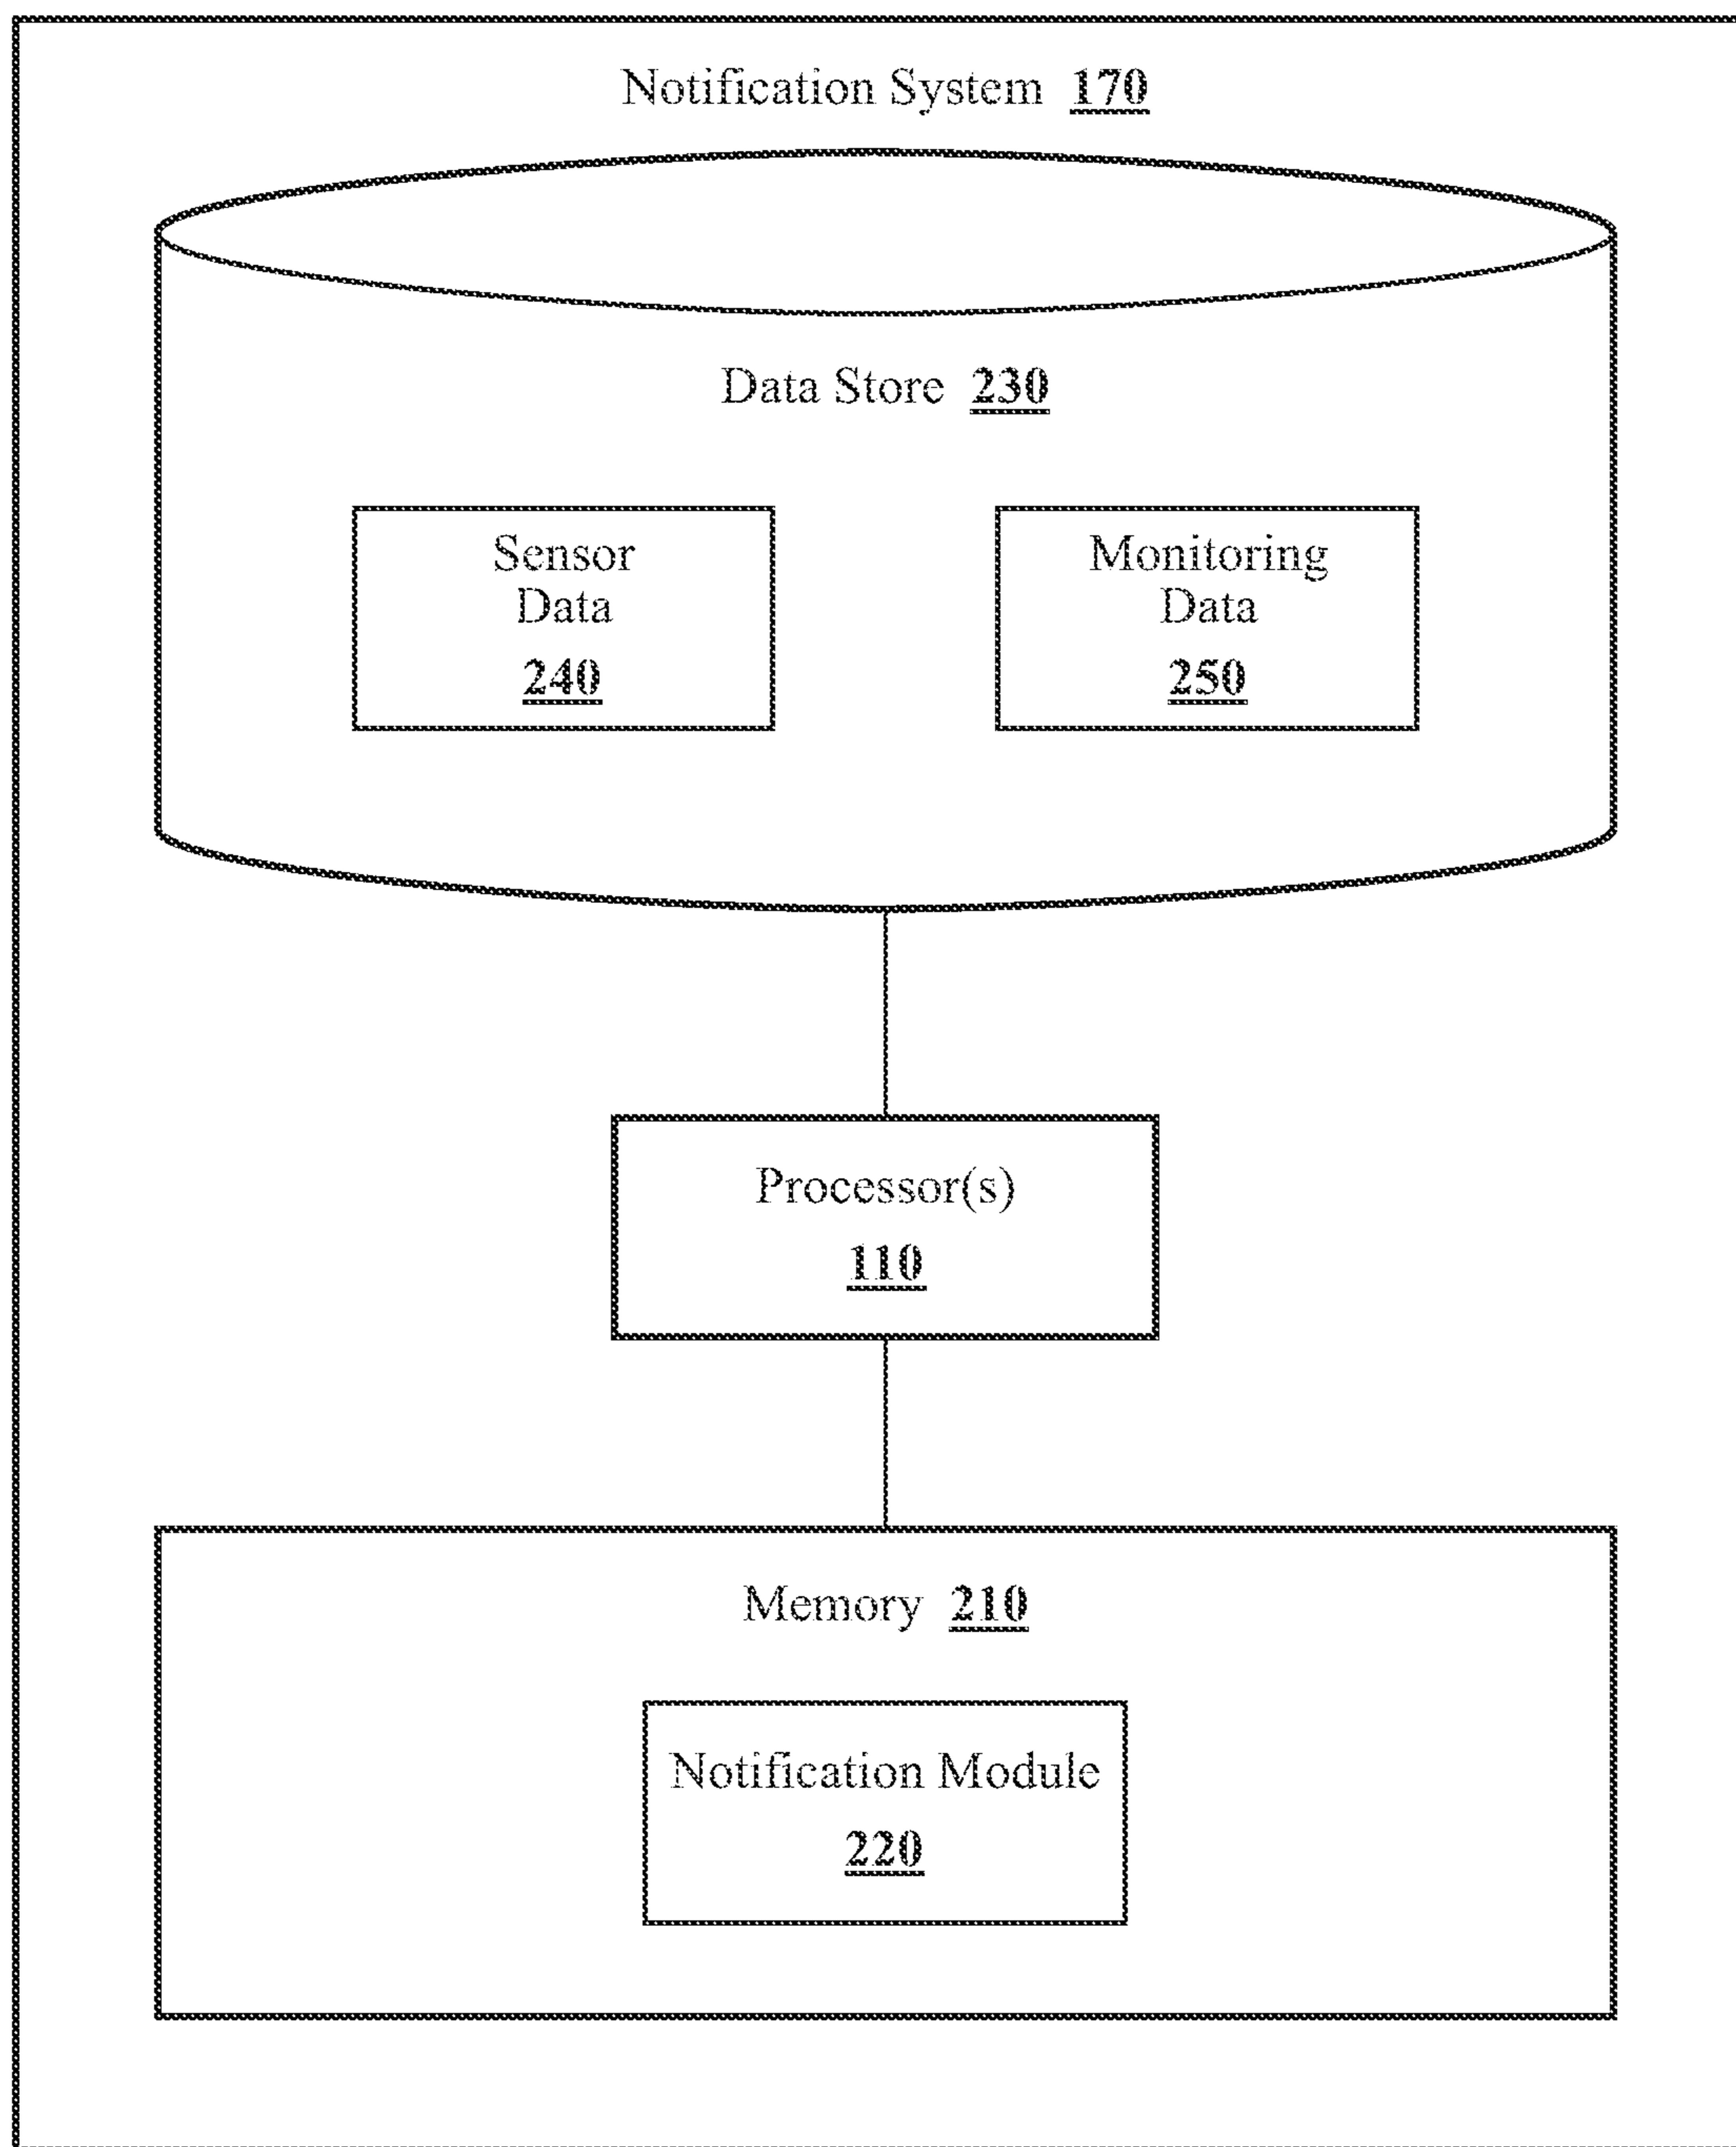 Notification System 170
Data Store 230
Sensor
Data
240
Monitoring
Data
250
Processor(s)
110
Memory 210
Notification Module
220